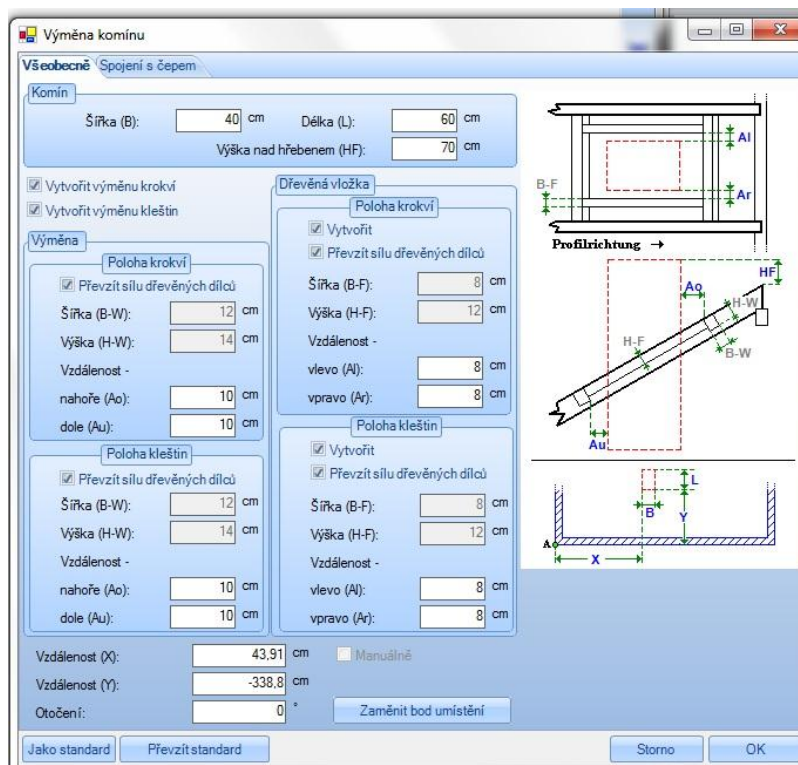 Výměna komínu
Všeobecně
Spojení s čepem
Komín
Šířka (B): 40 cm
Délka (L): 60 cm
Výška nad hřebenem (HF): 70 cm
Vytvořit výměnu krokví
Vytvořit výměnu kleštin
Výměna
Poloha krokví
Převzít sílu dřevěných dílců
Šířka (B-W): 12 cm
Výška (H-W): 14 cm
Vzdálenost -
nahoře (Ao): 10 cm
dole (Au): 10 cm
Poloha kleštin
Převzít sílu dřevěných dílců
Šířka (B-W): 12 cm
Výška (H-W): 14 cm
Vzdálenost -
nahoře (Ao): 10 cm
dole (Au): 10 cm
Dřevěná vložka
Poloha krokví
Vytvořit
Převzít sílu dřevěných dílců
Šířka (B-F): 8 cm
Výška (H-F): 12 cm
Vzdálenost -
vlevo (Al): 8 cm
vpravo (Ar): 8 cm
Poloha kleštin
Vytvořit
Převzít sílu dřevěných dílců
Šířka (B-F): 8 cm
Výška (H-F): 12 cm
Vzdálenost -
vlevo (Al): 8 cm
vpravo (Ar): 8 cm
Vzdálenost (X): 43,91 cm
Manuálně
Vzdálenost (Y): -338,8 cm
Otočení: 0 °
Zaměnit bod umístění
Jako standard
Převzít standard
Storno
OK
Al
B-F
Ar
Profilrichtung →
HF
Ao
H-W
H-F
B-W
Au
L
B
Y
A
X